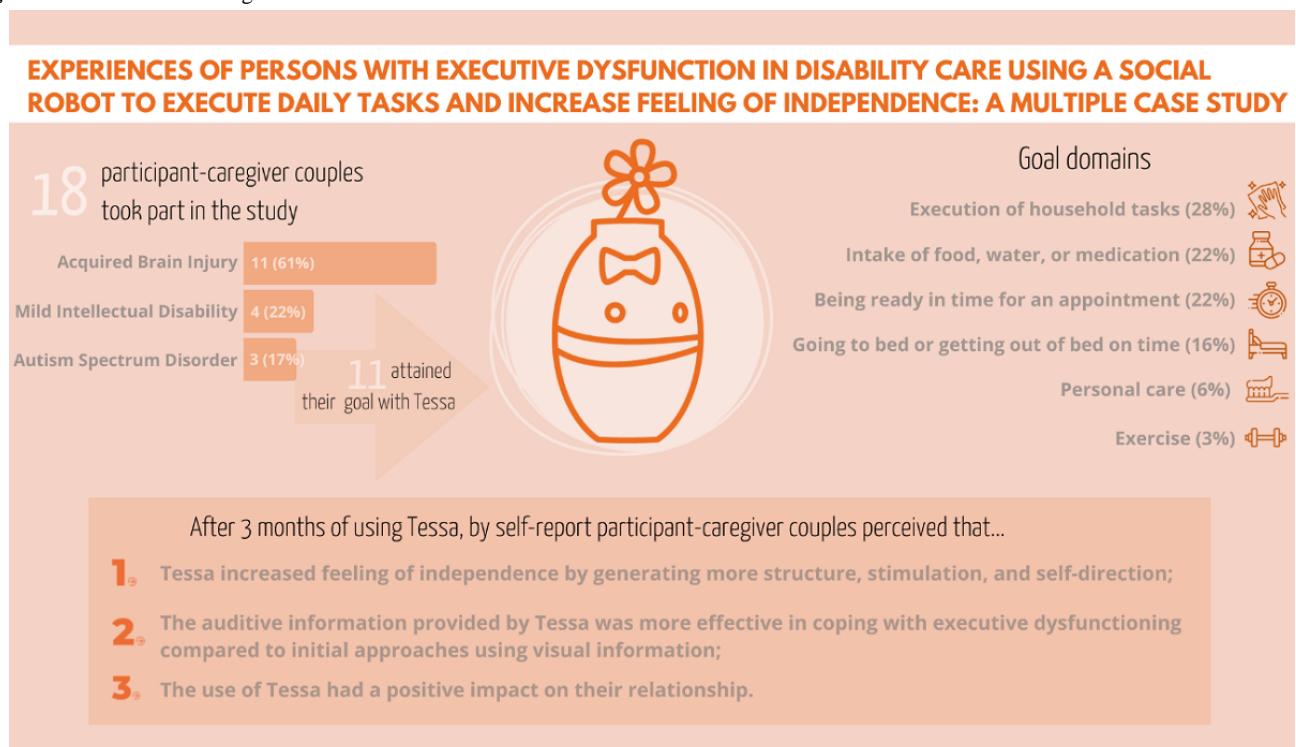 EXPERIENCES OF PERSONS WITH EXECUTIVE DYSFUNCTION IN DISABILITY CARE USING A SOCIAL
ROBOT TO EXECUTE DAILY TASKS AND INCREASE FEELING OF INDEPENDENCE: A MULTIPLE CASE STUDY
18 participant-caregiver couples
took part in the study
Acquired Brain Injury 11 (61%)
Mild Intellectual Disability 4 (22%)
Autism Spectrum Disorder 3 (17%)
11 attained
their goal with Tessa
Goal domains
Execution of household tasks (28%)
Intake of food, water, or medication (22%)
Being ready in time for an appointment (22%)
Going to bed or getting out of bed on time (16%)
Personal care (6%)
Exercise (3%)
After 3 months of using Tessa, by self-report participant-caregiver couples perceived that...
1. Tessa increased feeling of independence by generating more structure, stimulation, and self-direction;
2. The auditive information provided by Tessa was more effective in coping with executive dysfunctioning
compared to initial approaches using visual information;
3. The use of Tessa had a positive impact on their relationship.